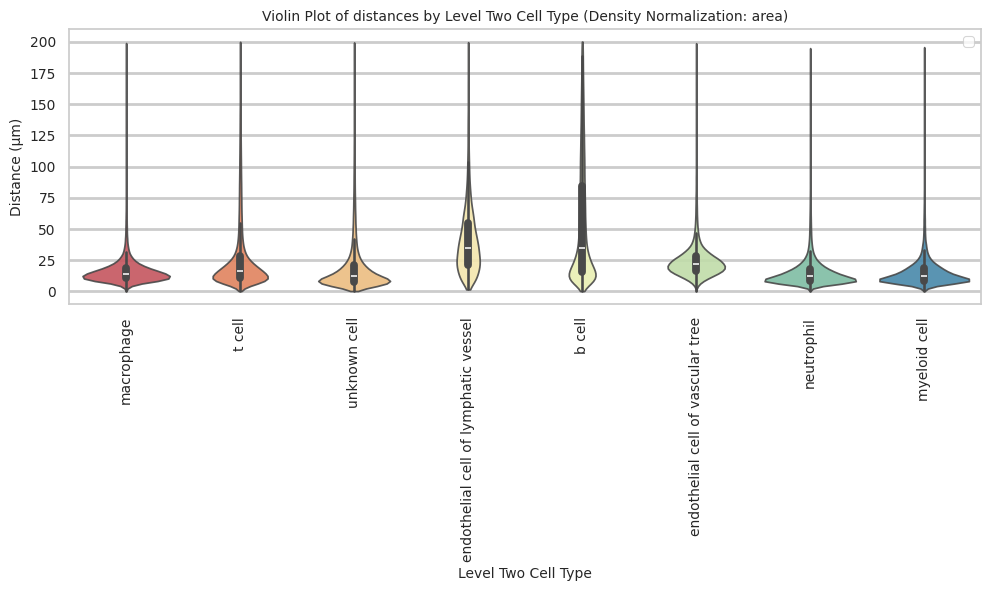 Violin Plot of distances by Level Two Cell Type (Density Normalization: area)
200
175
150
125
100
75
50
25
0
Distance (μm)
macrophage
t cell
unknown cell
endothelial cell of lymphatic vessel
b cell
endothelial cell of vascular tree
neutrophil
myeloid cell
Level Two Cell Type